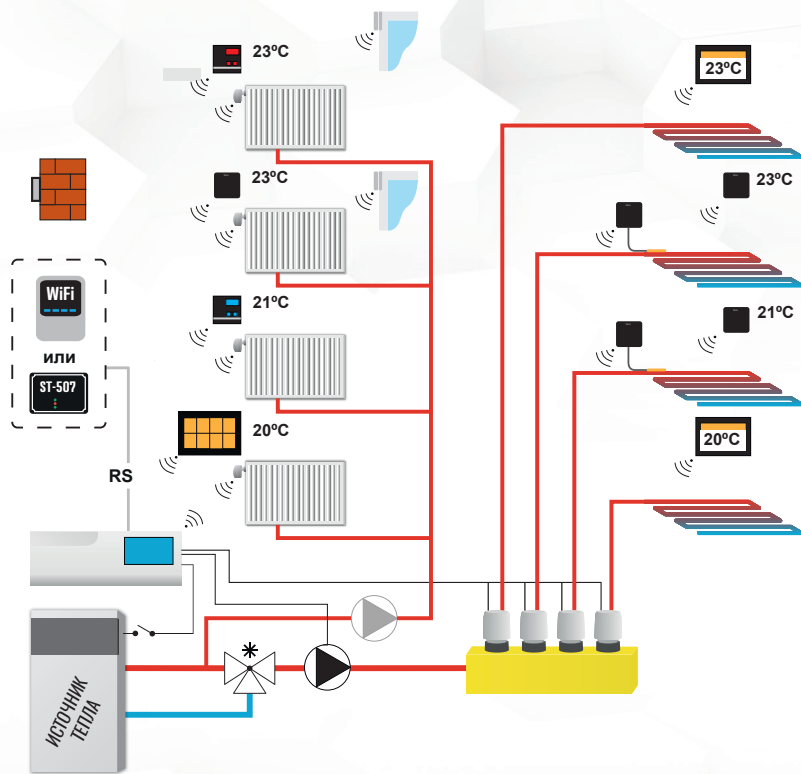 23ºC
23ºC
23ºC
23ºC
WiFi
или
ST-507
21ºC
21ºC
20ºC
20ºC
RS
ИСТОЧНИК
ТЕПЛА